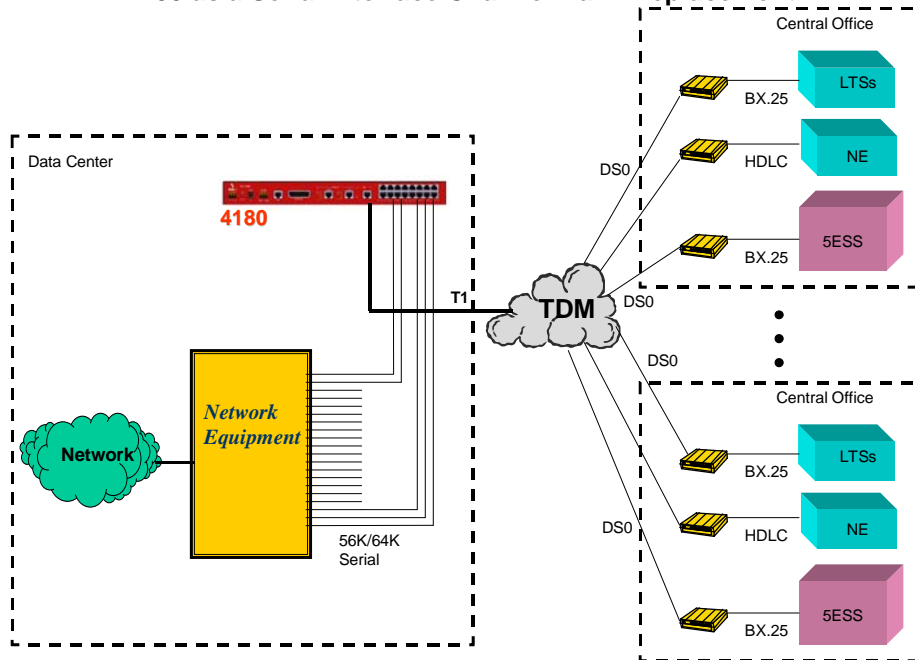 Central Office
LTSs
BX.25
Data Center
DS0
HDLC
NE
4180
5ESS
BX.25
T1
TDM
DS0
DS0
Central Office
Network
Equipment
LTSs
Network
BX.25
DS0
NE
56K/64K
Serial
HDLC
5ESS
BX.25